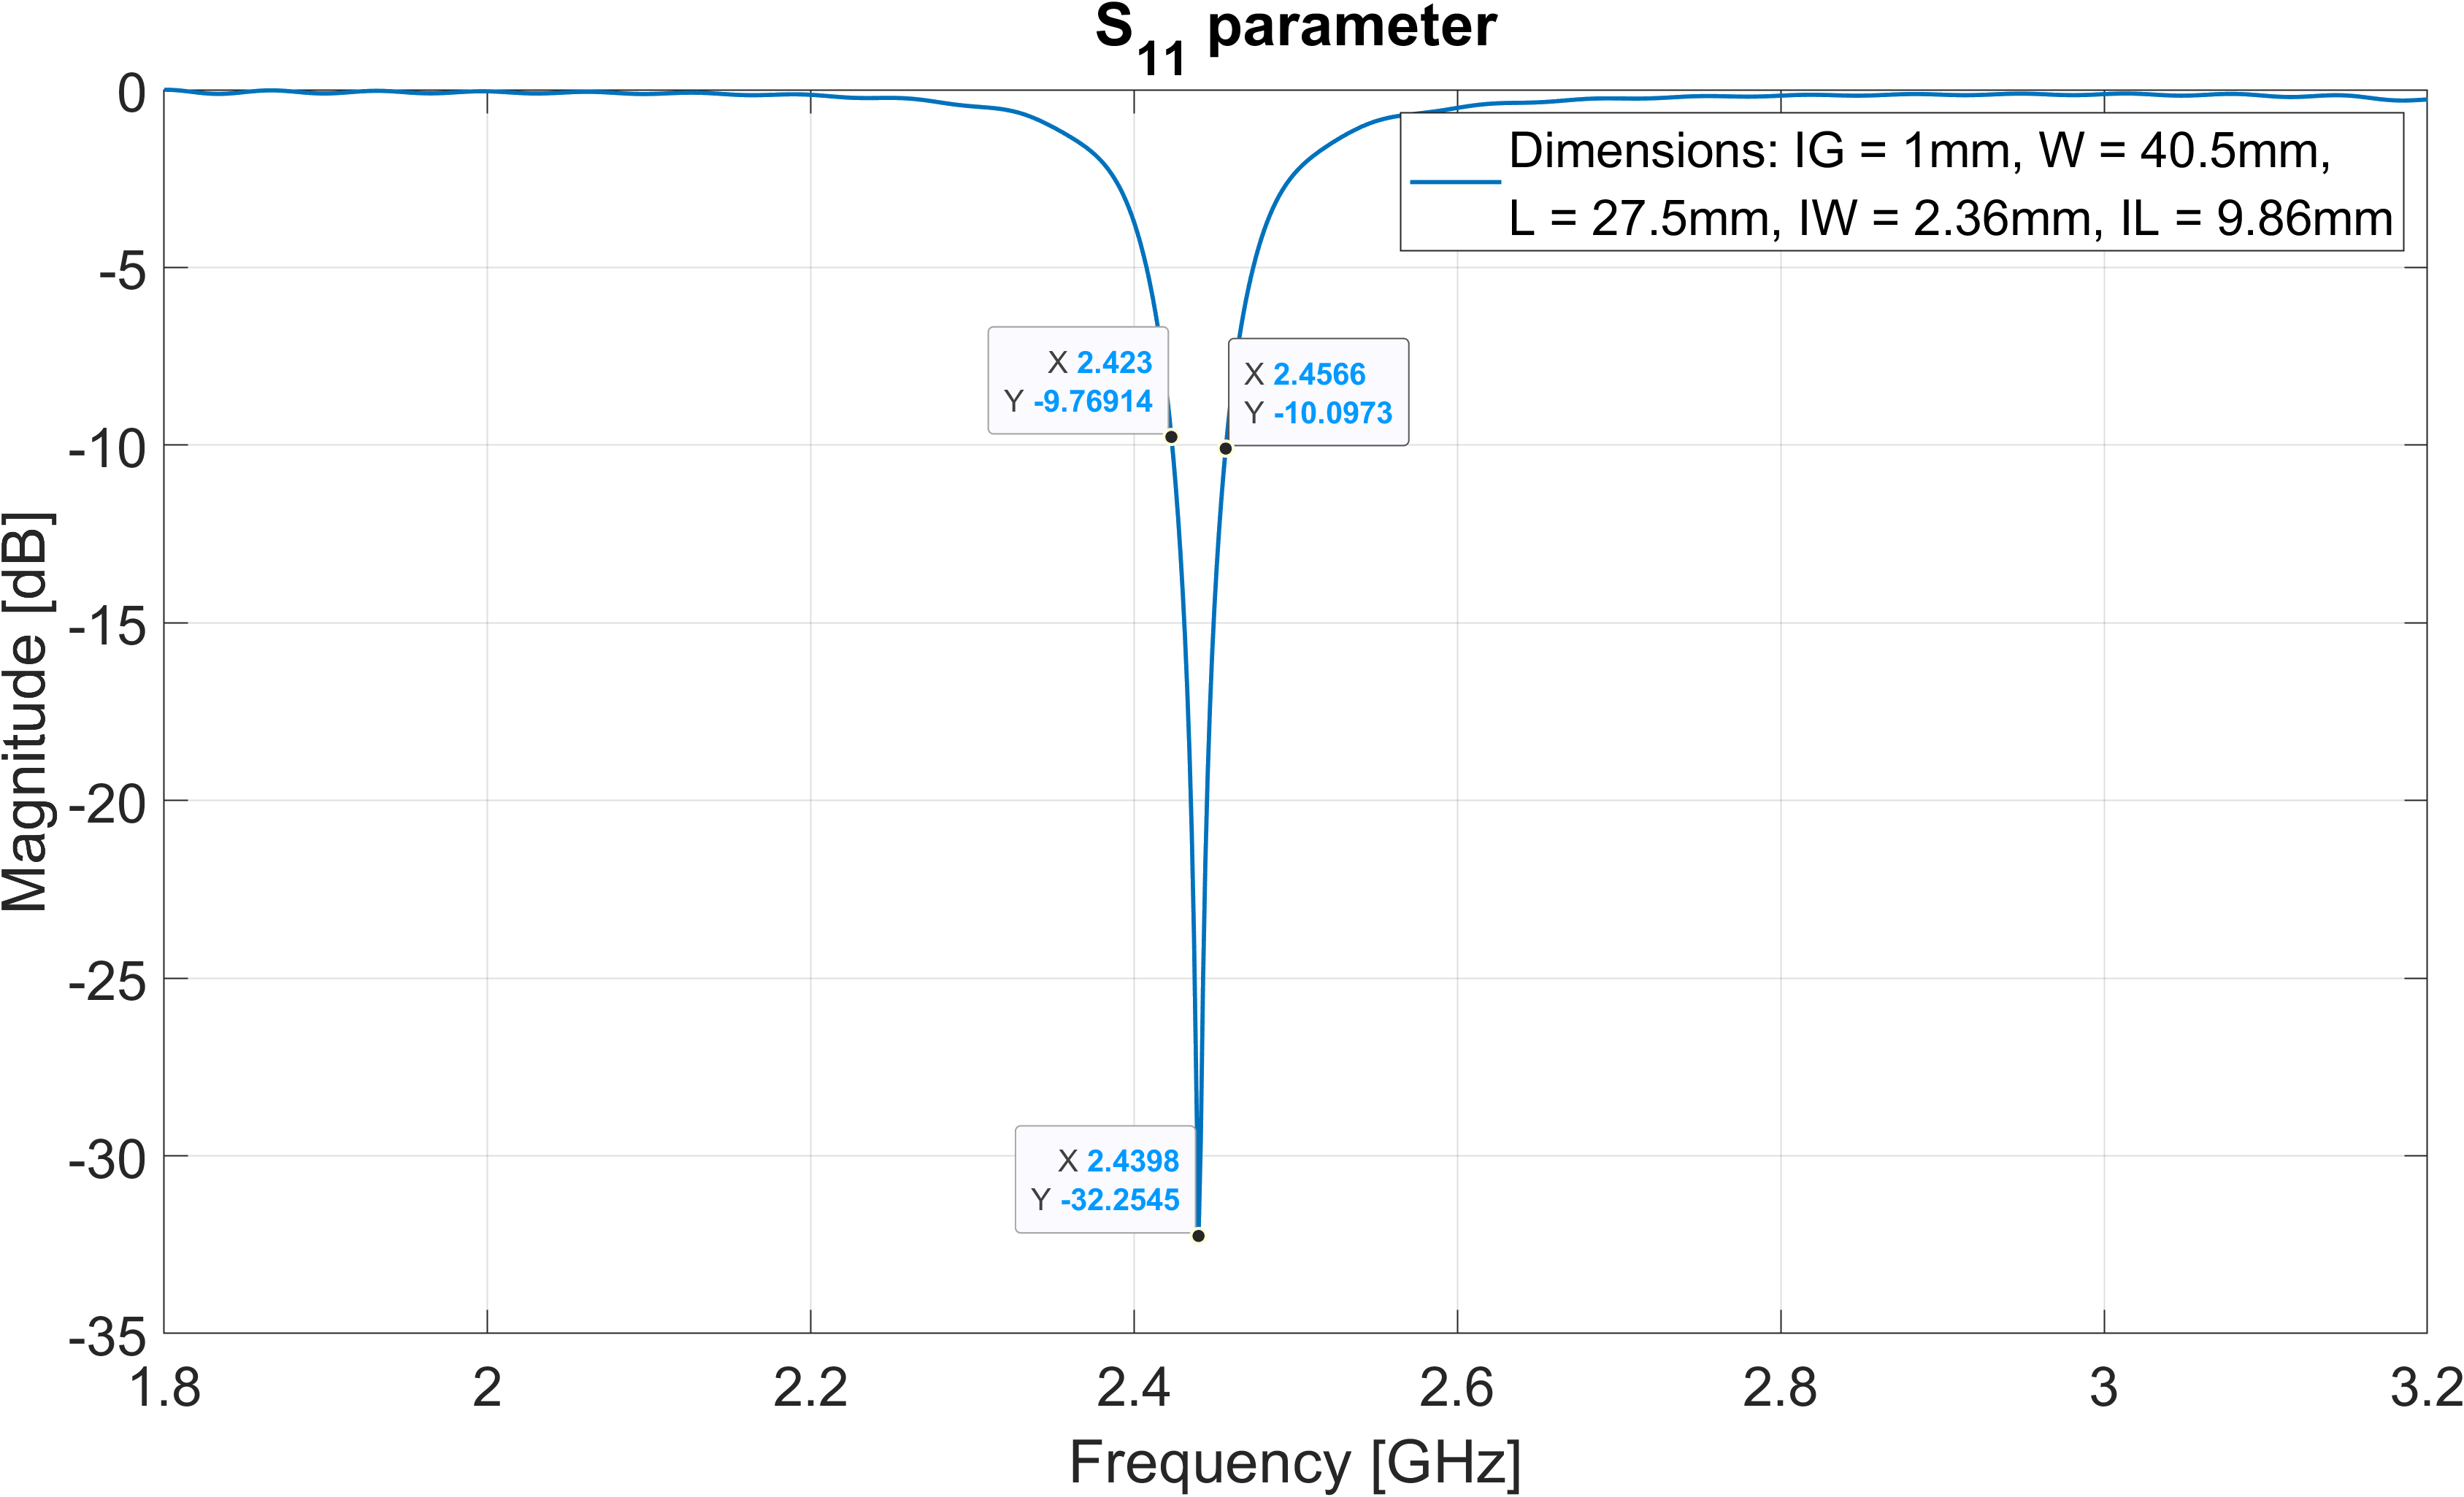 S11 parameter
0
-5
-10
-15
-20
-25
-30
-35
Magnitude [dB]
Dimensions: IG = 1mm, W = 40.5mm,
L = 27.5mm, IW = 2.36mm, IL = 9.86mm
X 2.423
Y -9.76914
X 2.4566
Y -10.0973
X 2.4398
Y -32.2545
1.8 2 2.2 2.4 2.6 2.8 3 3.2
Frequency [GHz]